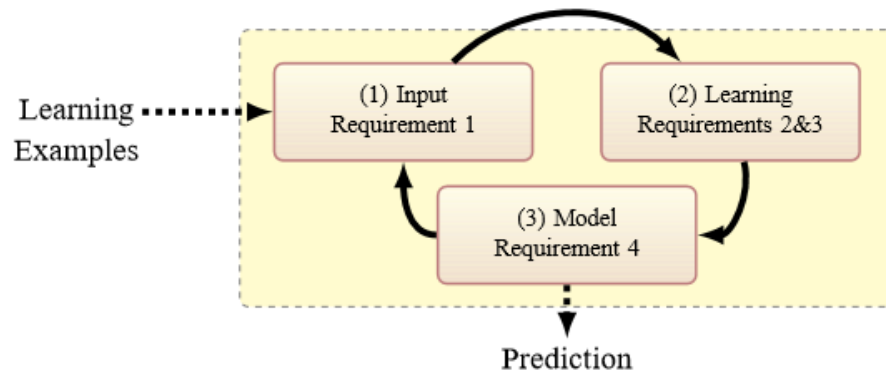 (1) Input
Requirement 1
(2) Learning
Requirements 2&3
Learning
Examples
(3) Model
Requirement 4
Prediction